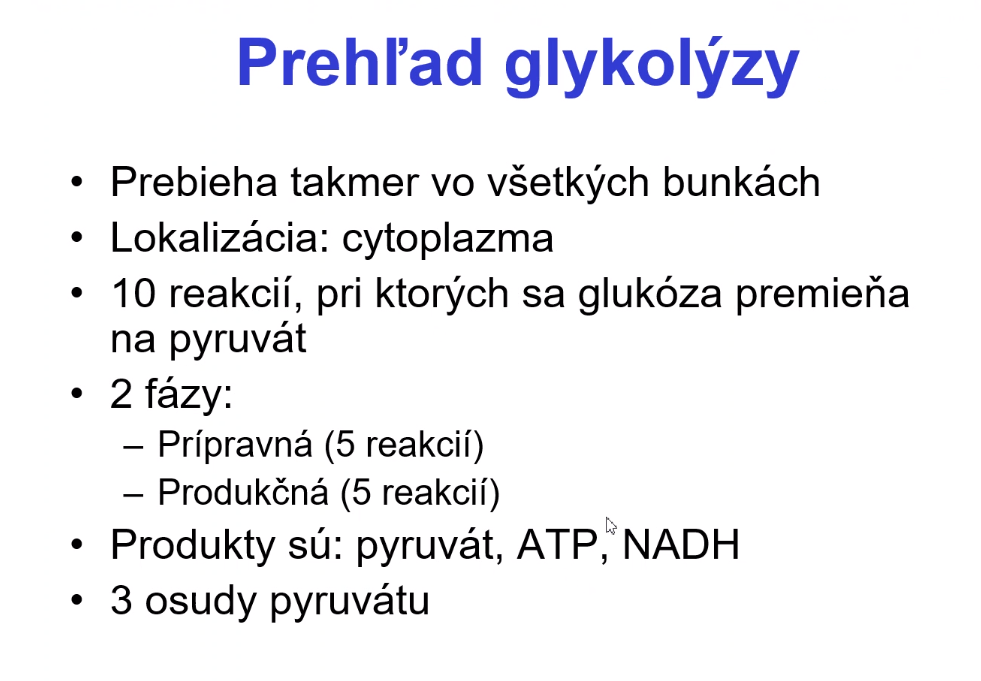 Prehľad glykolýzy
• Prebieha takmer vo všetkých bunkách
• Lokalizácia: cytoplazma
• 10 reakcií, pri ktorých sa glukóza premieňa
na pyruvát
• 2 fázy:
– Prípravná (5 reakcií)
– Produkčná (5 reakcií)
• Produkty sú: pyruvát, ATP, NADH
• 3 osudy pyruvátu